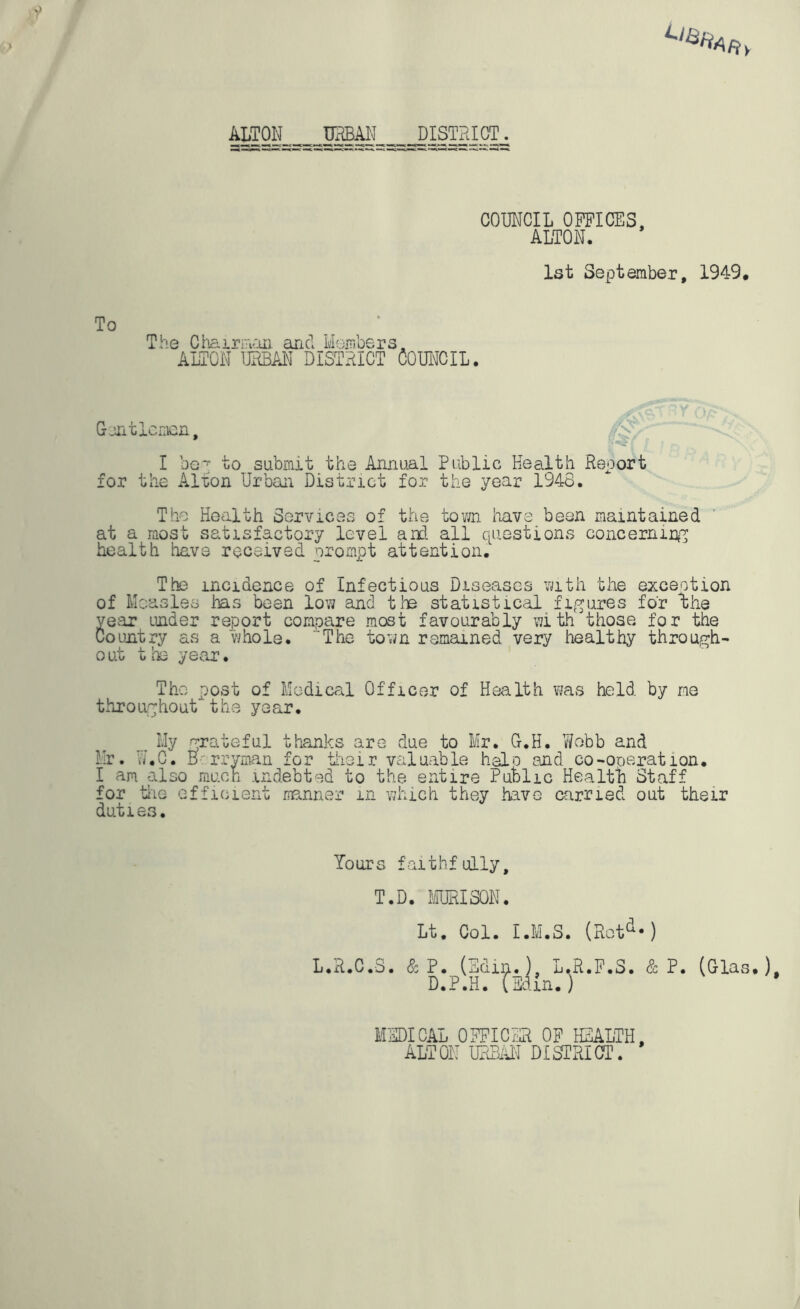 LIBRARY
ALTON URBAN DISTRICT.
COUNCIL OFFICES,
ALTON.
1st September, 1949.
To
The Chairman and Members,
ALTON URBAN DISTRICT COUNCIL.
Gentlemen,
I beg to submit the Annual Public Health Report
for the Alton Urban District for the year 1948.
The Health Services of the town have been maintained
at a most satisfactory level and all questions concerning
health have received prompt attention.
The incidence of Infectious Diseases with the exception
of Measles has been low and the statistical figures for the
year under report compare most favourably with those for the
Country as a whole. The town remained very healthy through-
out the year.
The post of Medical Officer of Health was held by me
throughout the year.
My grateful thanks are due to Mr. G.H. Webb and
Mr. W.C. Berryman for their valuable help and co-operation.
I am also much indebted to the entire Public Health Staff
for the efficient manner in which they have carried out their
duties.
Yours faithfully,
T.D. MURISON.
Lt. Col. I.M.S. (Retd.)
L.R.C.S. & P. (Edin.), L.R.F.S. & P. (Glas.),
D.P.H. (Edin.)
MEDICAL OFFICER OF HEALTH,
ALTON URBAN DISTRICT.